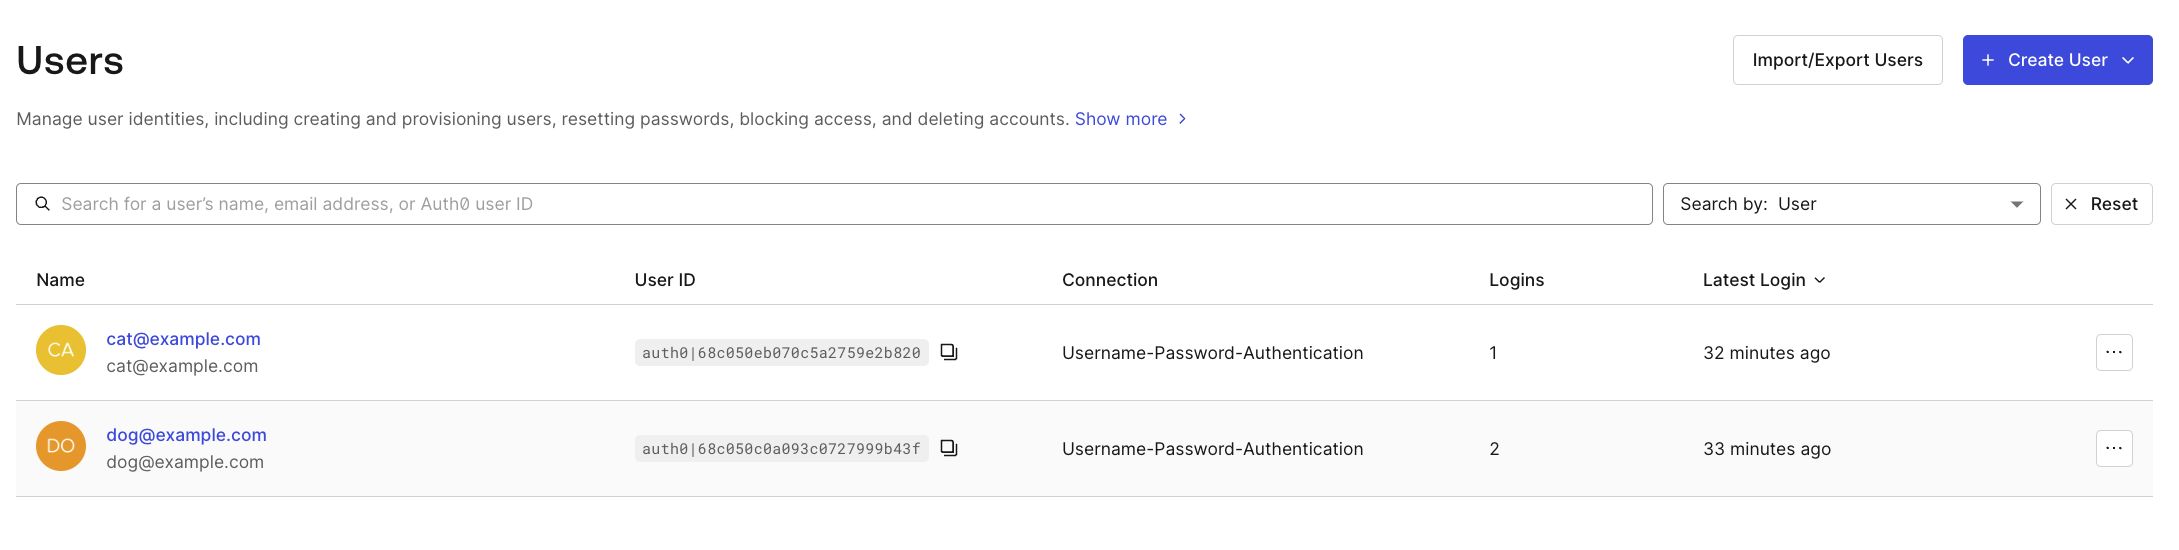 Users
Import/Export Users
+ Create User
Manage user identities, including creating and provisioning users, resetting passwords, blocking access, and deleting accounts. Show more
Search for a user’s name, email address, or Auth0 user ID
Search by: User
Reset
Name User ID Connection Logins Latest Login
CA
cat@example.com
cat@example.com
auth0|68c050eb070c5a2759e2b820
Username-Password-Authentication
1
32 minutes ago
...
DO
dog@example.com
dog@example.com
auth0|68c050c0a093c0727999b43f
Username-Password-Authentication
2
33 minutes ago
...